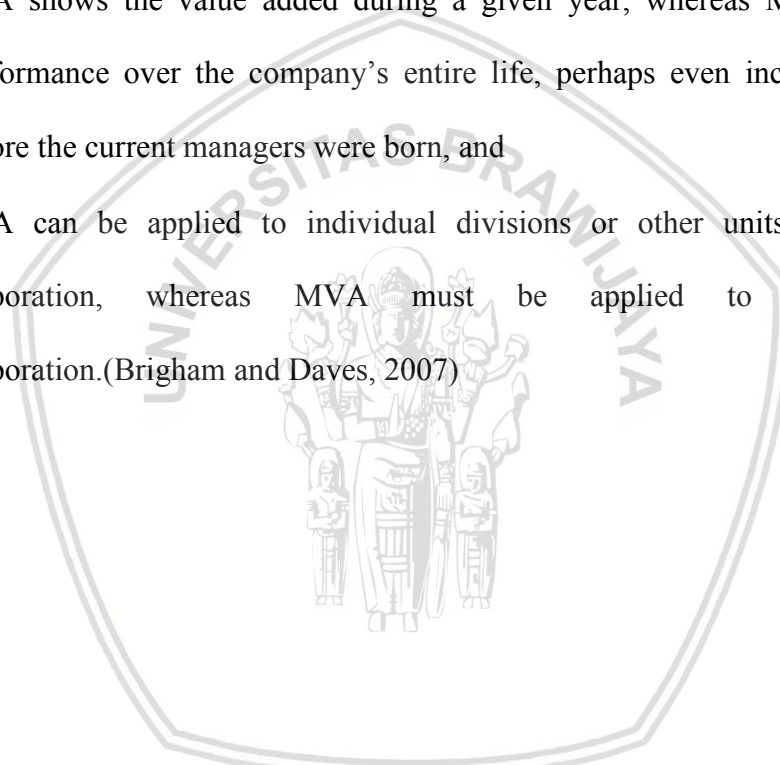 A shows the value added during a given year, whereas M
formance over the company's entire life, perhaps even inc
ore the current managers were born, and
A can be applied to individual divisions or other units
poration, whereas MVA must be applied to
poration.(Brigham and Daves, 2007)
UNIVERSITAS BRAWIJAYA